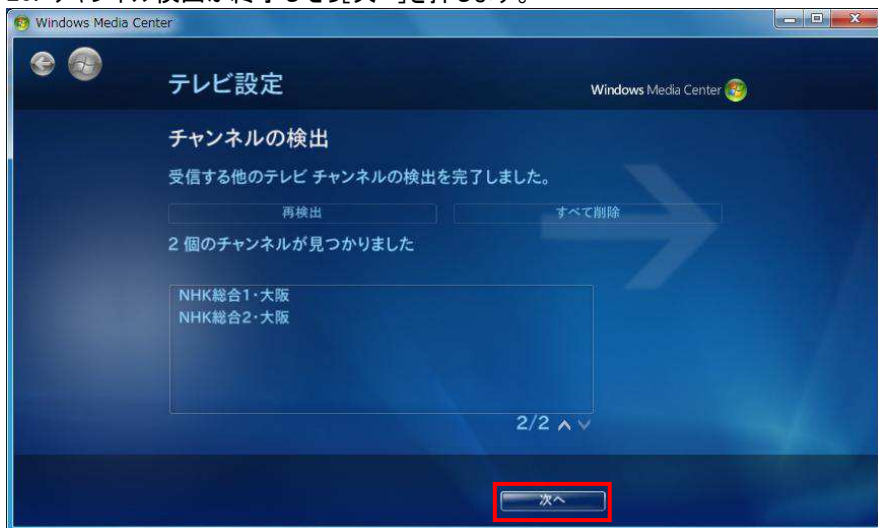 Windows Media Center
テレビ設定
Windows Media Center
チャンネルの検出
受信する他のテレビ チャンネルの検出を完了しました。
再検出
すべて削除
2 個のチャンネルが見つかりました
NHK総合1・大阪
NHK総合2・大阪
2/2
次へ